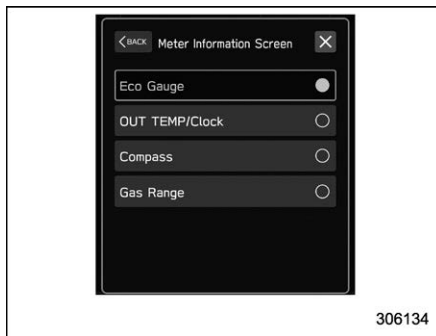 BACK Meter Information Screen X
Eco Gauge
OUT TEMP/Clock
Compass
Gas Range
306134